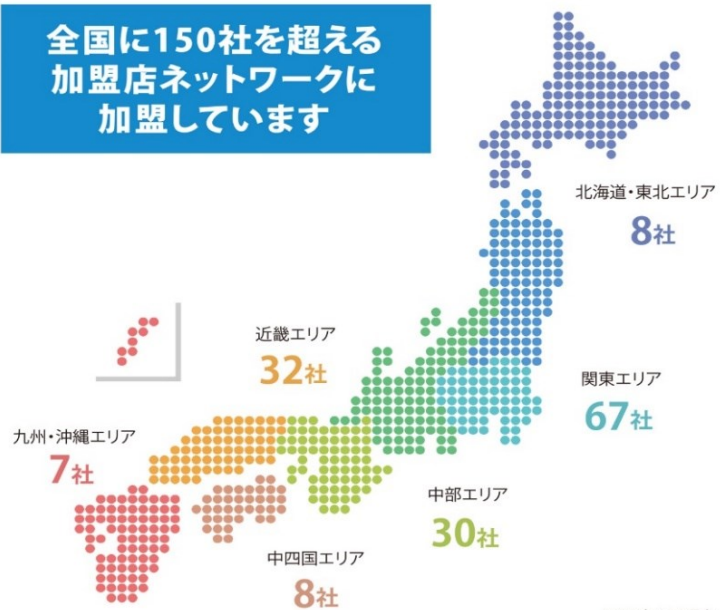 全国に150社を超える
加盟店ネットワークに
加盟しています
北海道・東北エリア
8社
近畿エリア
32社
関東エリア
67社
九州・沖縄エリア
7社
中部エリア
30社
中四国エリア
8社